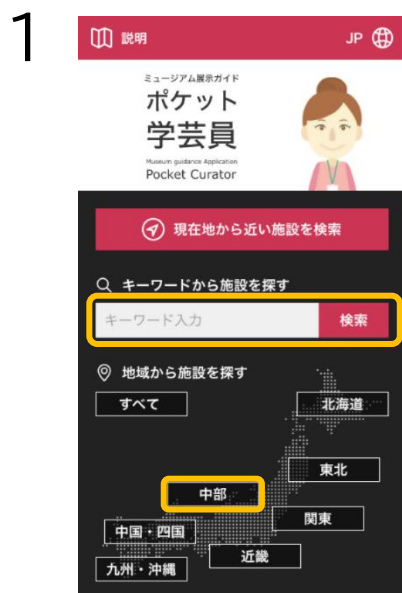 1
説明
JP
ミュージアム展示ガイド
ポケット
学芸員
Museum guidance Application
Pocket Curator
現在地から近い施設を検索
キーワードから施設を探す
キーワード入力 検索
地域から施設を探す
すべて
北海道
東北
中部
関東
中国・四国
近畿
九州・沖縄